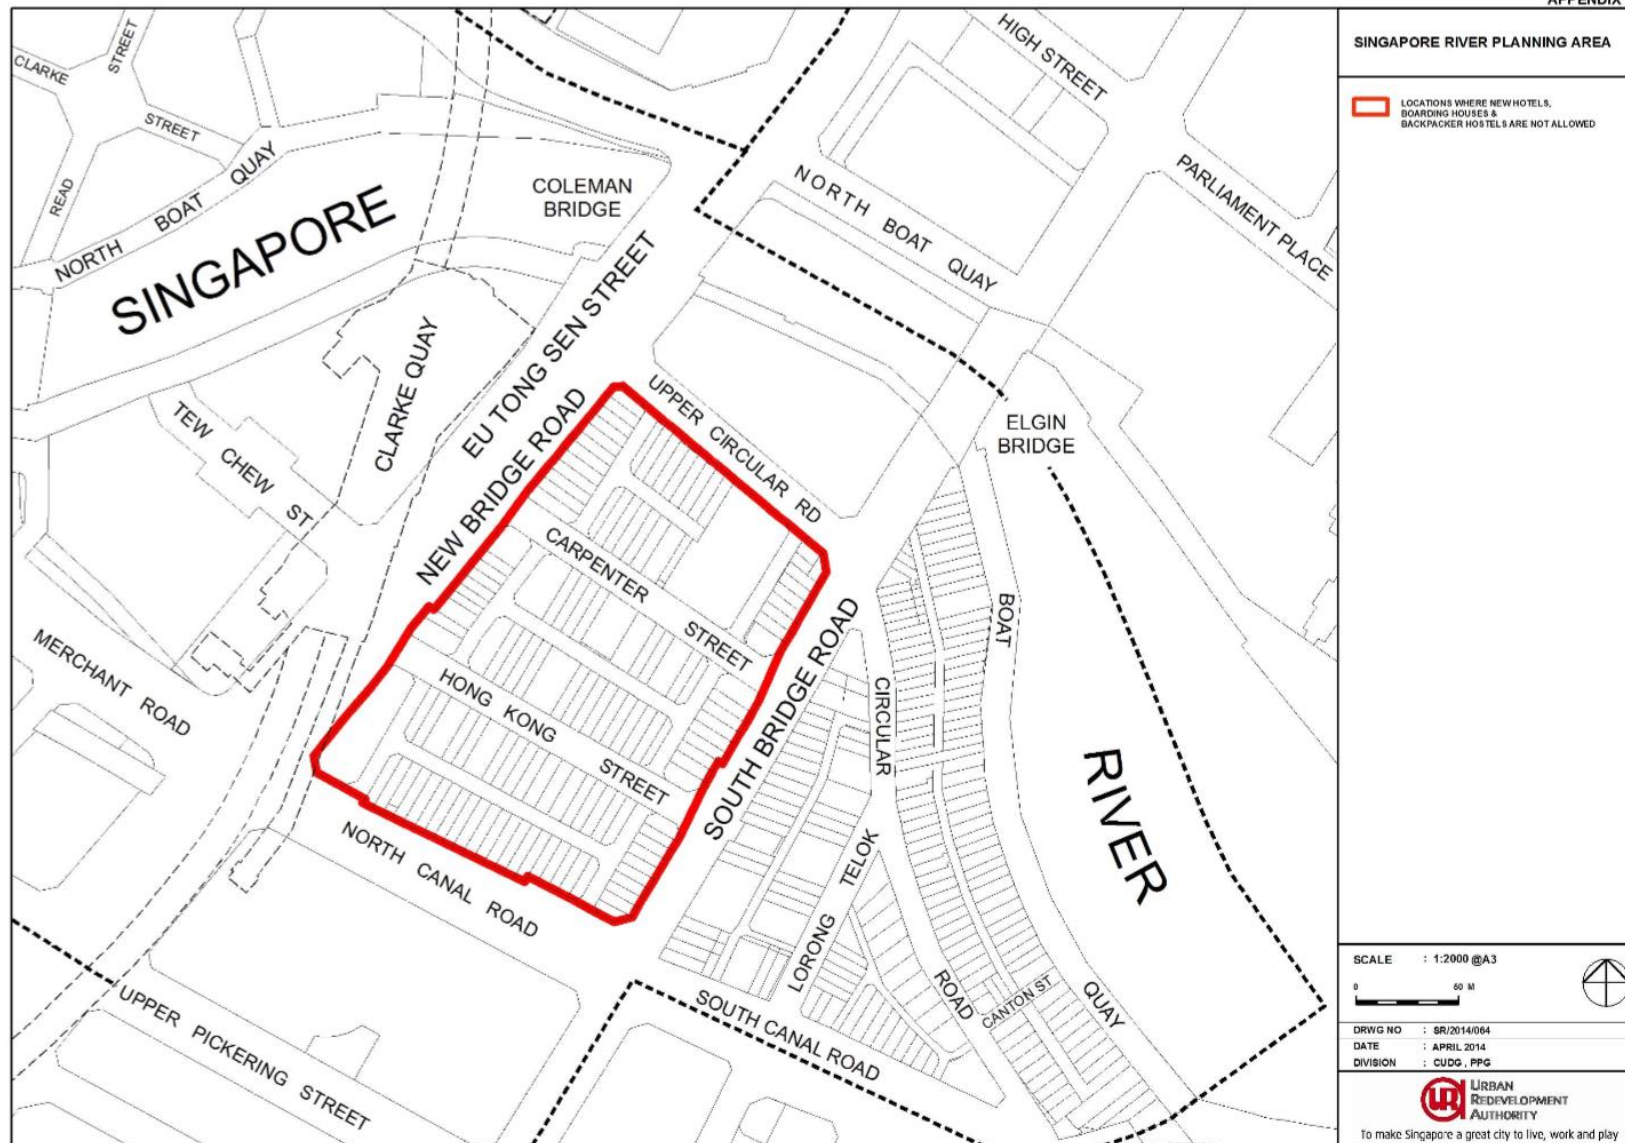 APPENDIX
SINGAPORE RIVER PLANNING AREA
LOCATIONS WHERE NEW HOTELS,
BOARDING HOUSES &
BACKPACKER HOSTELS ARE NOT ALLOWED
CLARKE
STREET
STREET
READ
NORTH BOAT QUAY
SINGAPORE
COLEMAN
BRIDGE
HIGH STREET
NORTH BOAT QUAY
PARLIAMENT PLACE
EU TONG SEN STREET
NEW BRIDGE ROAD
CLARKE QUAY
TEW CHEW ST
UPPER CIRCULAR RD
ELGIN
BRIDGE
CARPENTER STREET
HONG KONG STREET
SOUTH BRIDGE ROAD
CIRCULAR
ROAD
BOAT
QUAY
RIVER
MERCHANT ROAD
NORTH CANAL ROAD
LORONG TELOK
CANTON ST
SOUTH CANAL ROAD
UPPER PICKERING STREET
SCALE : 1:2000 @A3
0 60 M
DRWG NO : SR/2014/064
DATE : APRIL 2014
DIVISION : CUDG , PPG
URBAN
REDEVELOPMENT
AUTHORITY
To make Singapore a great city to live, work and play